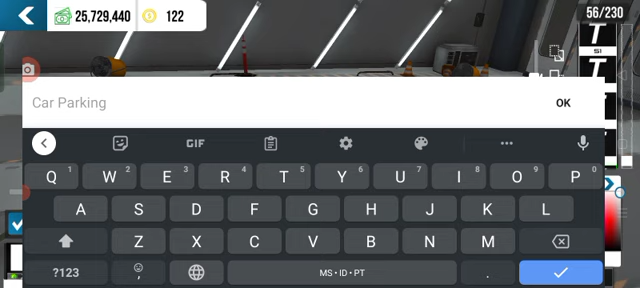 25,729,440 122 56/230
T
S1
T
Car Parking OK
GIF
Q 1 W 2 E 3 R 4 T 5 Y 6 U 7 I 8 O 9 P 0
A S D F G H J K L
Z X C V B N M
?123 , MS • ID • PT .